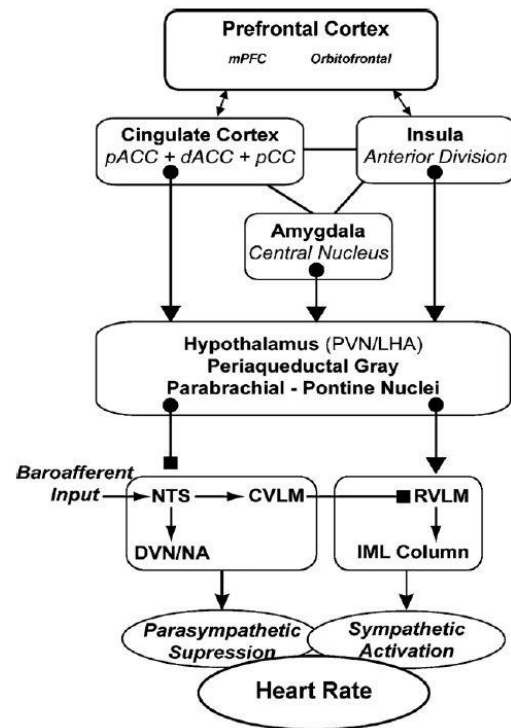 Prefrontal Cortex
mPFC Orbitofrontal
Cingulate Cortex
pACC + dACC + pCC
Insula
Anterior Division
Amygdala
Central Nucleus
Hypothalamus (PVN/LHA)
Periaqueductal Gray
Parabrachial - Pontine Nuclei
Baroafferent
Input
NTS CVLM
DVN/NA
RVLM
IML Column
Parasympathetic
Supression
Sympathetic
Activation
Heart Rate